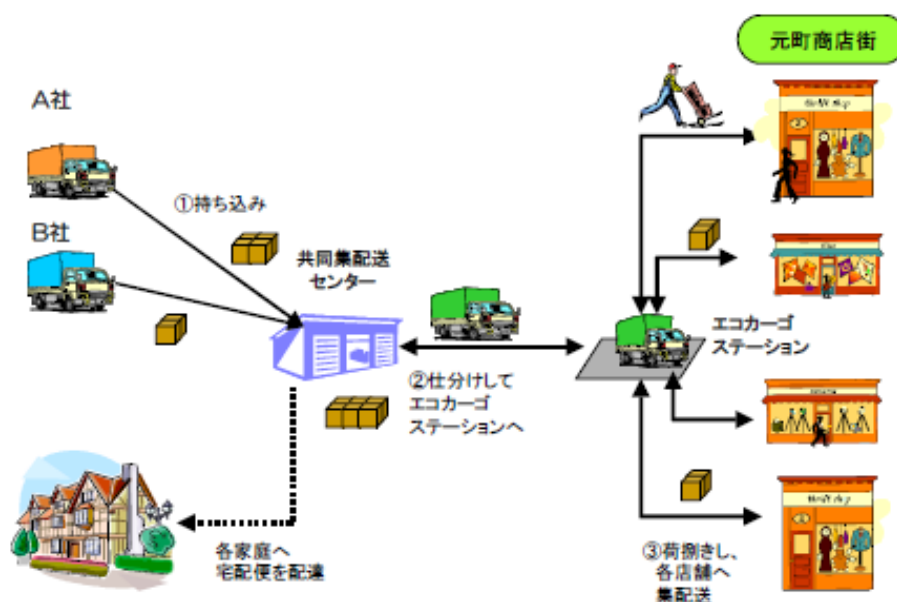 元町商店街
A社
①持ち込み
B社
共同集配送
センター
エコカーゴ
ステーション
②仕分けして
エコカーゴ
ステーションへ
各家庭へ
宅配便を配達
③荷捌きし、
各店舗へ
集配送